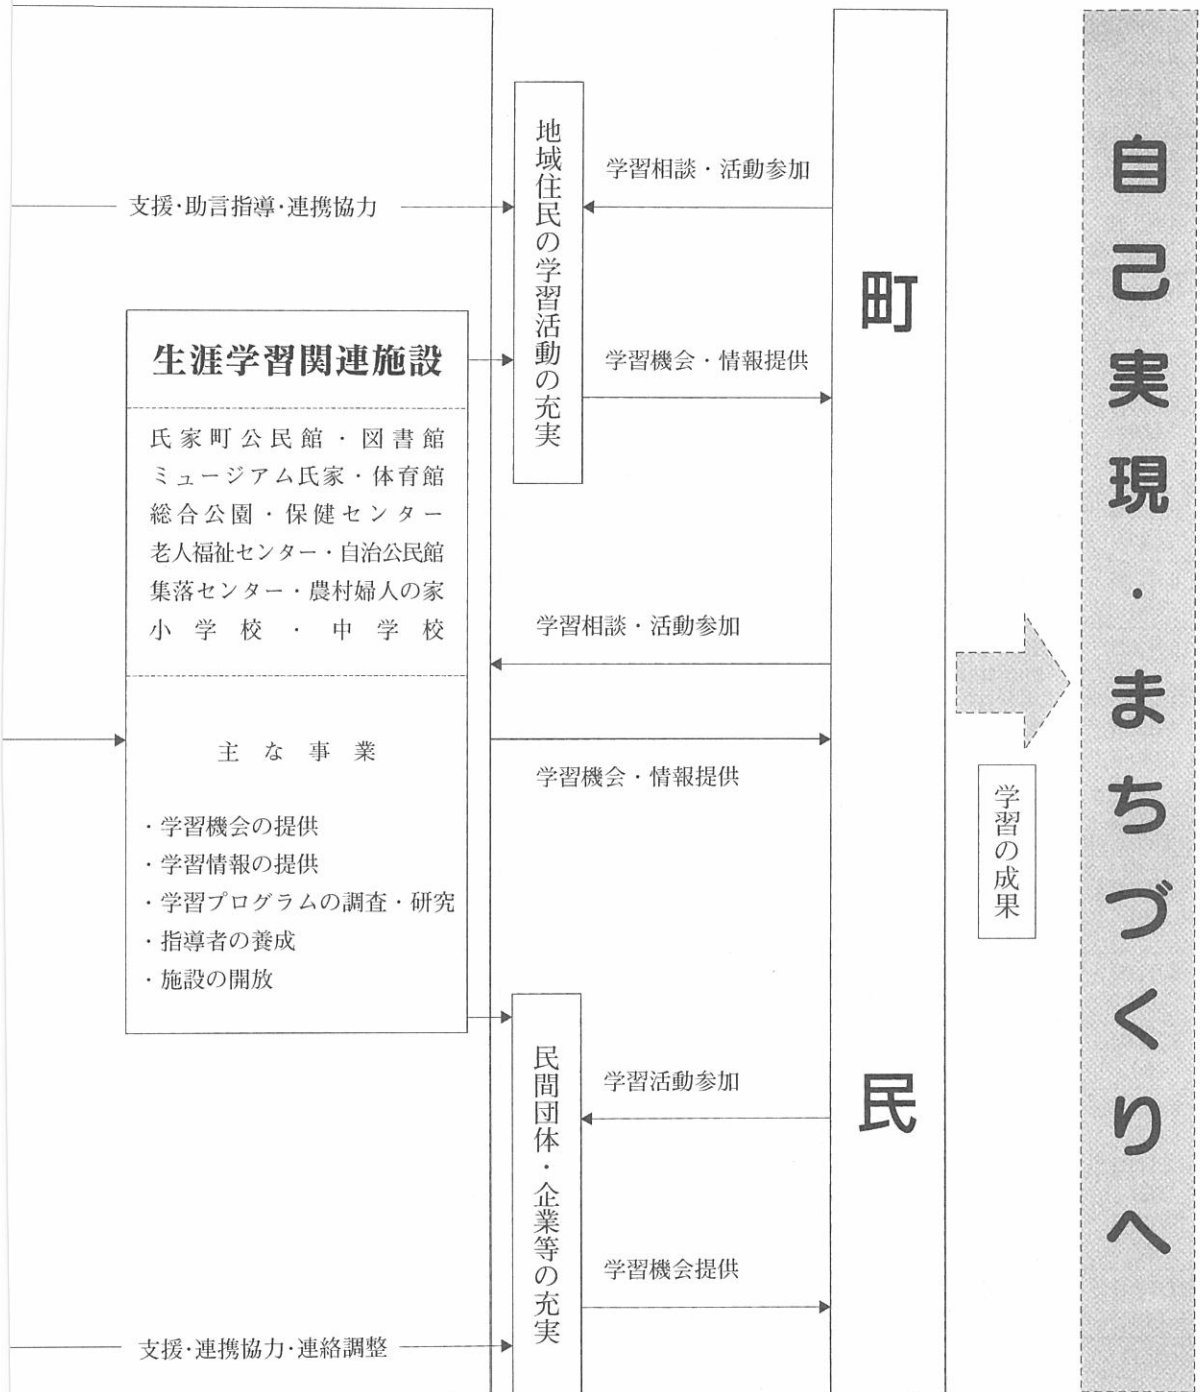 支援・助言指導・連携協力
生涯学習関連施設
氏家町公民館・図書館
ミュージアム氏家・体育館
総合公園・保健センター
老人福祉センター・自治公民館
集落センター・農村婦人の家
小学校・中学校
主な事業
・学習機会の提供
・学習情報の提供
・学習プログラムの調査・研究
・指導者の養成
・施設の開放
支援・連携協力・連絡調整
地域住民の学習活動の充実
学習相談・活動参加
学習機会・情報提供
学習相談・活動参加
学習機会・情報提供
民間団体・企業等の充実
学習活動参加
学習機会提供
町民
学習の成果
自己実現・まちづくりへ